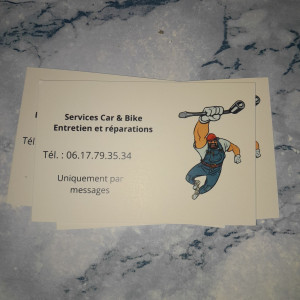 Services Car & Bike
Entretien et réparations
Tél. : 06.17.79.35.34
Uniquement par
messages
Tél